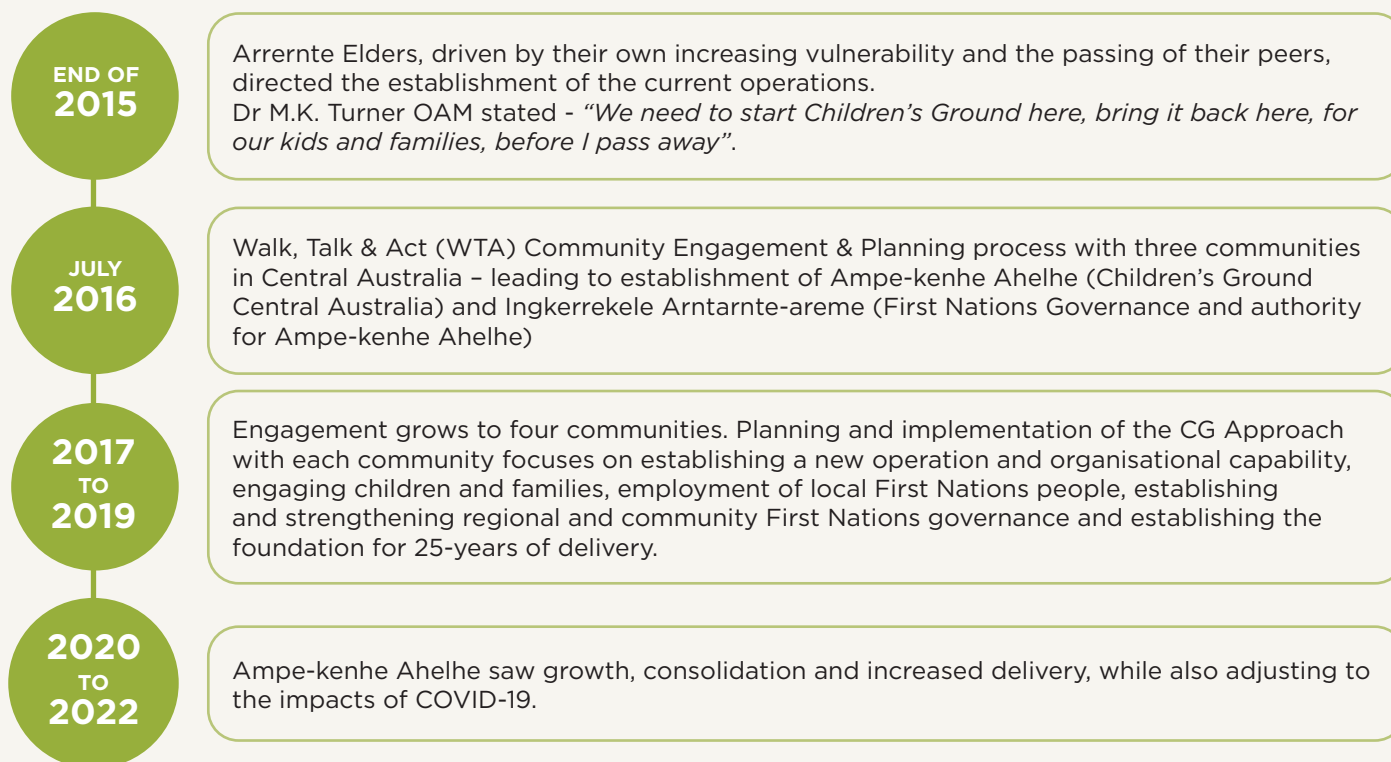 END OF
2015
Arrernte Elders, driven by their own increasing vulnerability and the passing of their peers,
directed the establishment of the current operations.
Dr M.K. Turner OAM stated - “We need to start Children’s Ground here, bring it back here, for
our kids and families, before I pass away”.
JULY
2016
Walk, Talk & Act (WTA) Community Engagement & Planning process with three communities
in Central Australia – leading to establishment of Ampe-kenhe Ahelhe (Children’s Ground
Central Australia) and Ingkerrekele Arntarnte-areme (First Nations Governance and authority
for Ampe-kenhe Ahelhe)
2017
TO
2019
Engagement grows to four communities. Planning and implementation of the CG Approach
with each community focuses on establishing a new operation and organisational capability,
engaging children and families, employment of local First Nations people, establishing
and strengthening regional and community First Nations governance and establishing the
foundation for 25-years of delivery.
2020
TO
2022
Ampe-kenhe Ahelhe saw growth, consolidation and increased delivery, while also adjusting to
the impacts of COVID-19.